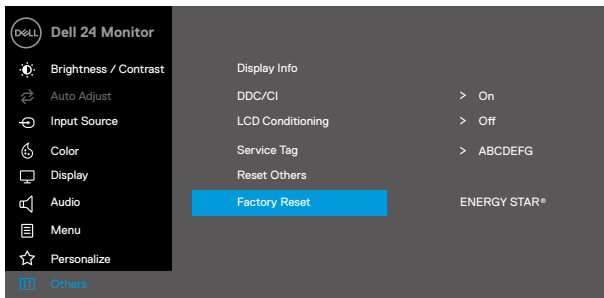 DELL Dell 24 Monitor
Brightness / Contrast Display Info
Auto Adjust DDC/CI > On
Input Source LCD Conditioning > Off
Color Service Tag > ABCDEFG
Display Reset Others
Audio Factory Reset ENERGY STAR®
Menu
Personalize
Others